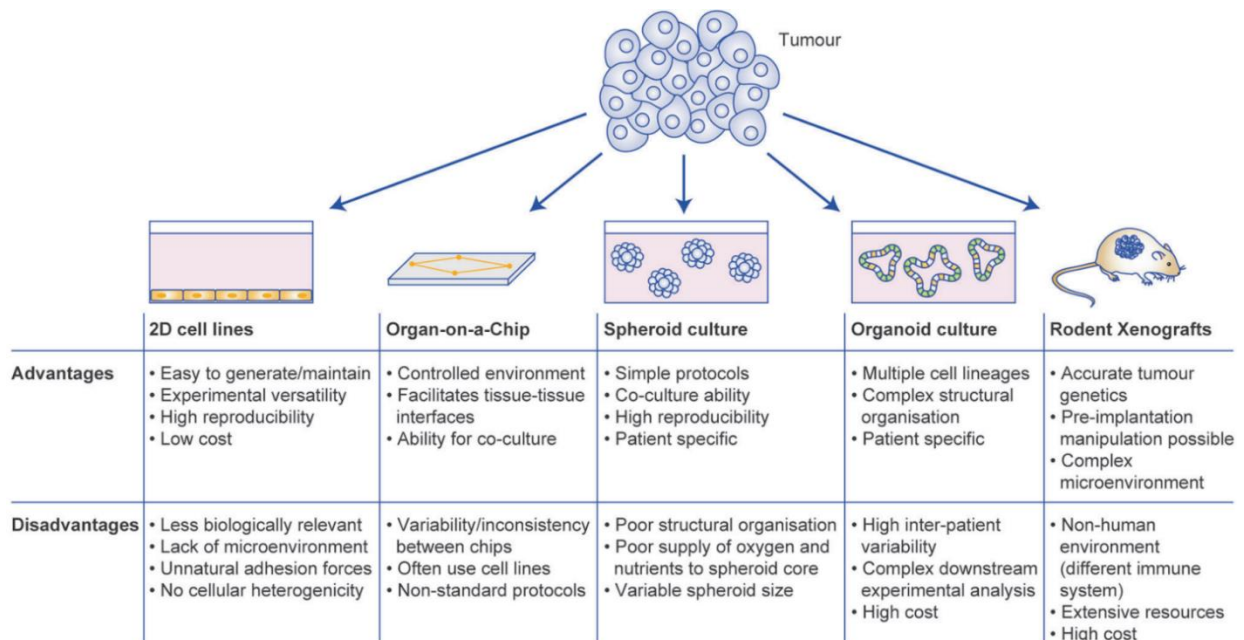 Tumour
2D cell lines
Organ-on-a-Chip
Spheroid culture
Organoid culture
Rodent Xenografts
Advantages
• Easy to generate/maintain
• Experimental versatility
• High reproducibility
• Low cost
• Controlled environment
• Facilitates tissue-tissue
interfaces
• Ability for co-culture
• Simple protocols
• Co-culture ability
• High reproducibility
• Patient specific
• Multiple cell lineages
• Complex structural
organisation
• Patient specific
• Accurate tumour
genetics
• Pre-implantation
manipulation possible
• Complex
microenvironment
Disadvantages
• Less biologically relevant
• Lack of microenvironment
• Unnatural adhesion forces
• No cellular heterogenicity
• Variability/inconsistency
between chips
• Often use cell lines
• Non-standard protocols
• Poor structural organisation
• Poor supply of oxygen and
nutrients to spheroid core
• Variable spheroid size
• High inter-patient
variability
• Complex downstream
experimental analysis
• High cost
• Non-human
environment
(different immune
system)
• Extensive resources
• High cost